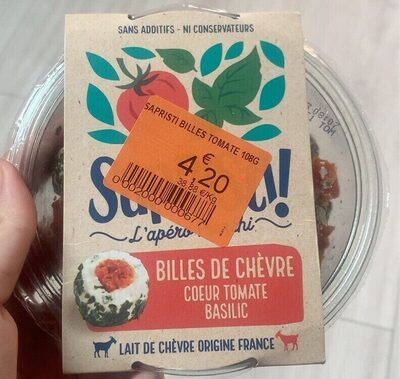 SANS ADDITIFS - NI CONSERVATEURS
SAPRISTI BILLES TOMATE 108G
€
4,20
38,88 €/KG
L'apéro
BILLES DE CHÈVRE
COEUR TOMATE
BASILIC
LAIT DE CHÈVRE ORIGINE FRANCE